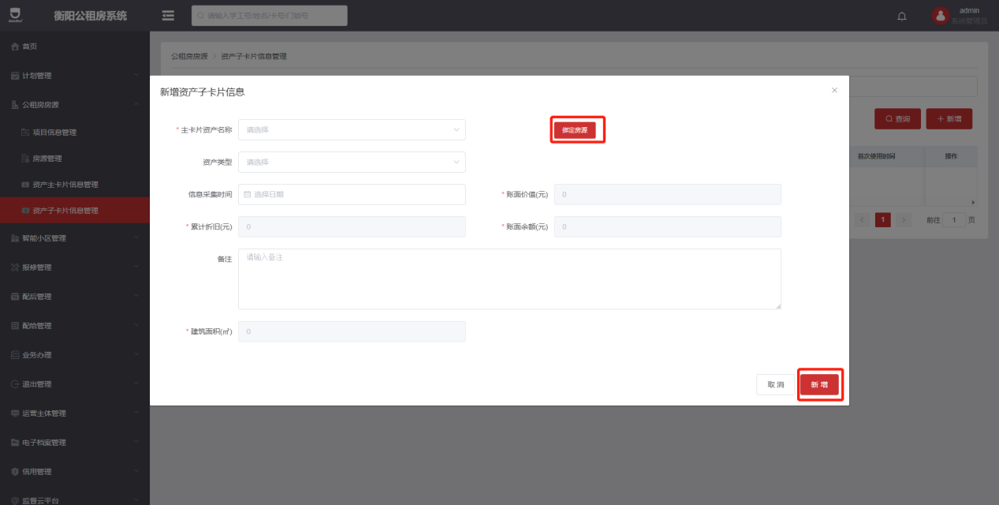 衡阳公租房系统
请输入学工号/姓名/卡号/门锁号
admin
系统管理员
首页
计划管理
公租房房源
项目信息管理
房源管理
资产主卡片信息管理
资产子卡片信息管理
智能小区管理
报修管理
配后管理
配给管理
业务办理
退出管理
运营主体管理
电子档案管理
信用管理
监督云平台
公租房房源 > 资产子卡片信息管理
查询
+ 新增
首次使用时间 操作
< 1 > 前往 1 页
新增资产子卡片信息
* 主卡片资产名称 请选择 绑定房源
资产类型 请选择
信息采集时间 选择日期 * 账面价值(元) 0
* 累计折旧(元) 0 * 账面余额(元) 0
备注 请输入备注
* 建筑面积(㎡) 0
取消 新增